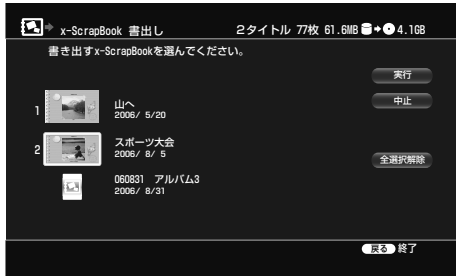 x-ScrapBook 書出し 2タイトル 77枚 61.6MB 4.1GB
書き出すx-ScrapBookを選んでください。
実行
中止
1 山へ
2006/ 5/20
2 スポーツ大会
2006/ 8/ 5
全選択解除
060831 アルバム3
2006/ 8/31
戻る 終了